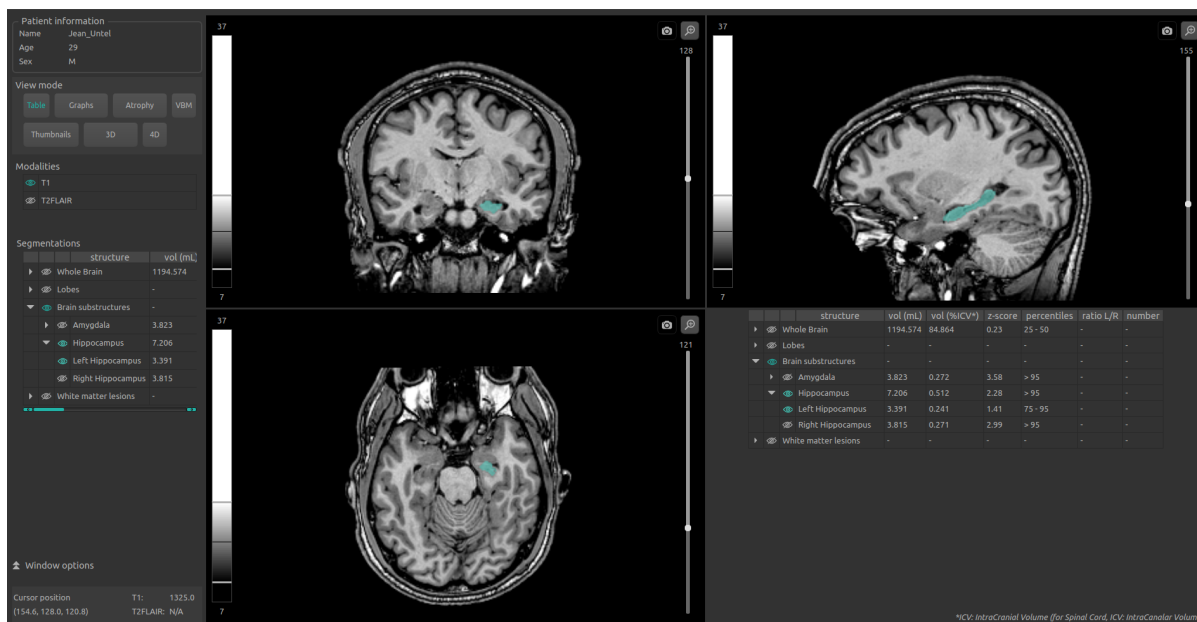 Patient information
Name Jean_Untel
Age 29
Sex M
View mode
Table Graphs Atrophy VBM
Thumbnails 3D 4D
Modalities
T1
T2FLAIR
Segmentations
structure vol (mL
Whole Brain 1194.574
Lobes -
Brain substructures -
Amygdala 3.823
Hippocampus 7.206
Left Hippocampus 3.391
Right Hippocampus 3.815
White matter lesions -
Window options
Cursor position T1: 1325.0
(154.6, 128.0, 120.8) T2FLAIR: N/A
37
128
7
37
155
7
37
121
7
structure vol (mL) vol (%ICV*) z-score percentiles ratio L/R number
Whole Brain 1194.574 84.864 0.23 25 - 50 - -
Lobes - - - - - -
Brain substructures - - - - - -
Amygdala 3.823 0.272 3.58 > 95 - -
Hippocampus 7.206 0.512 2.28 > 95 - -
Left Hippocampus 3.391 0.241 1.41 75 - 95 - -
Right Hippocampus 3.815 0.271 2.99 > 95 - -
White matter lesions - - - - - -
*ICV: IntraCranial Volume (for Spinal Cord, ICV: IntraCanalar Volum